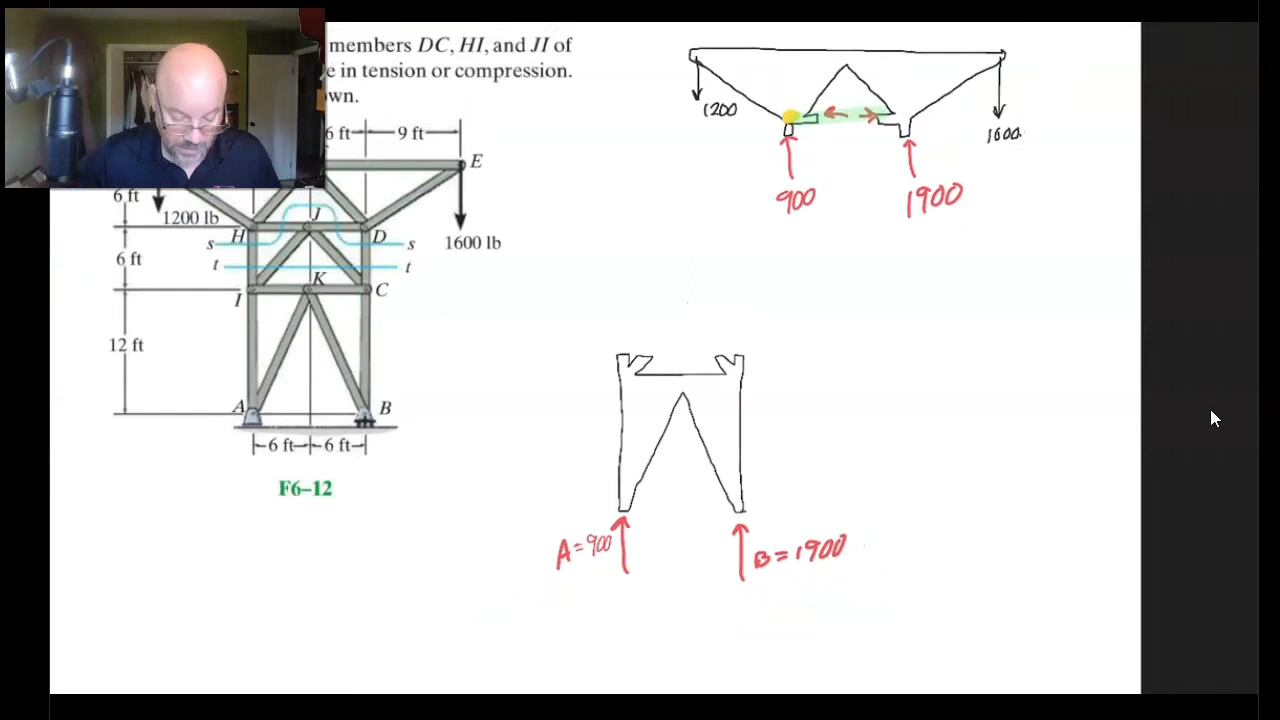 members DC, HI, and JI of
e in tension or compression.
wn.
6 ft 9 ft
E
6 ft
1200 lb
J
H
D
1600 lb
s s
6 ft
t t
K
I
C
12 ft
A
B
6 ft 6 ft
F6–12
1200
1600
900
1900
A = 900
B = 1900